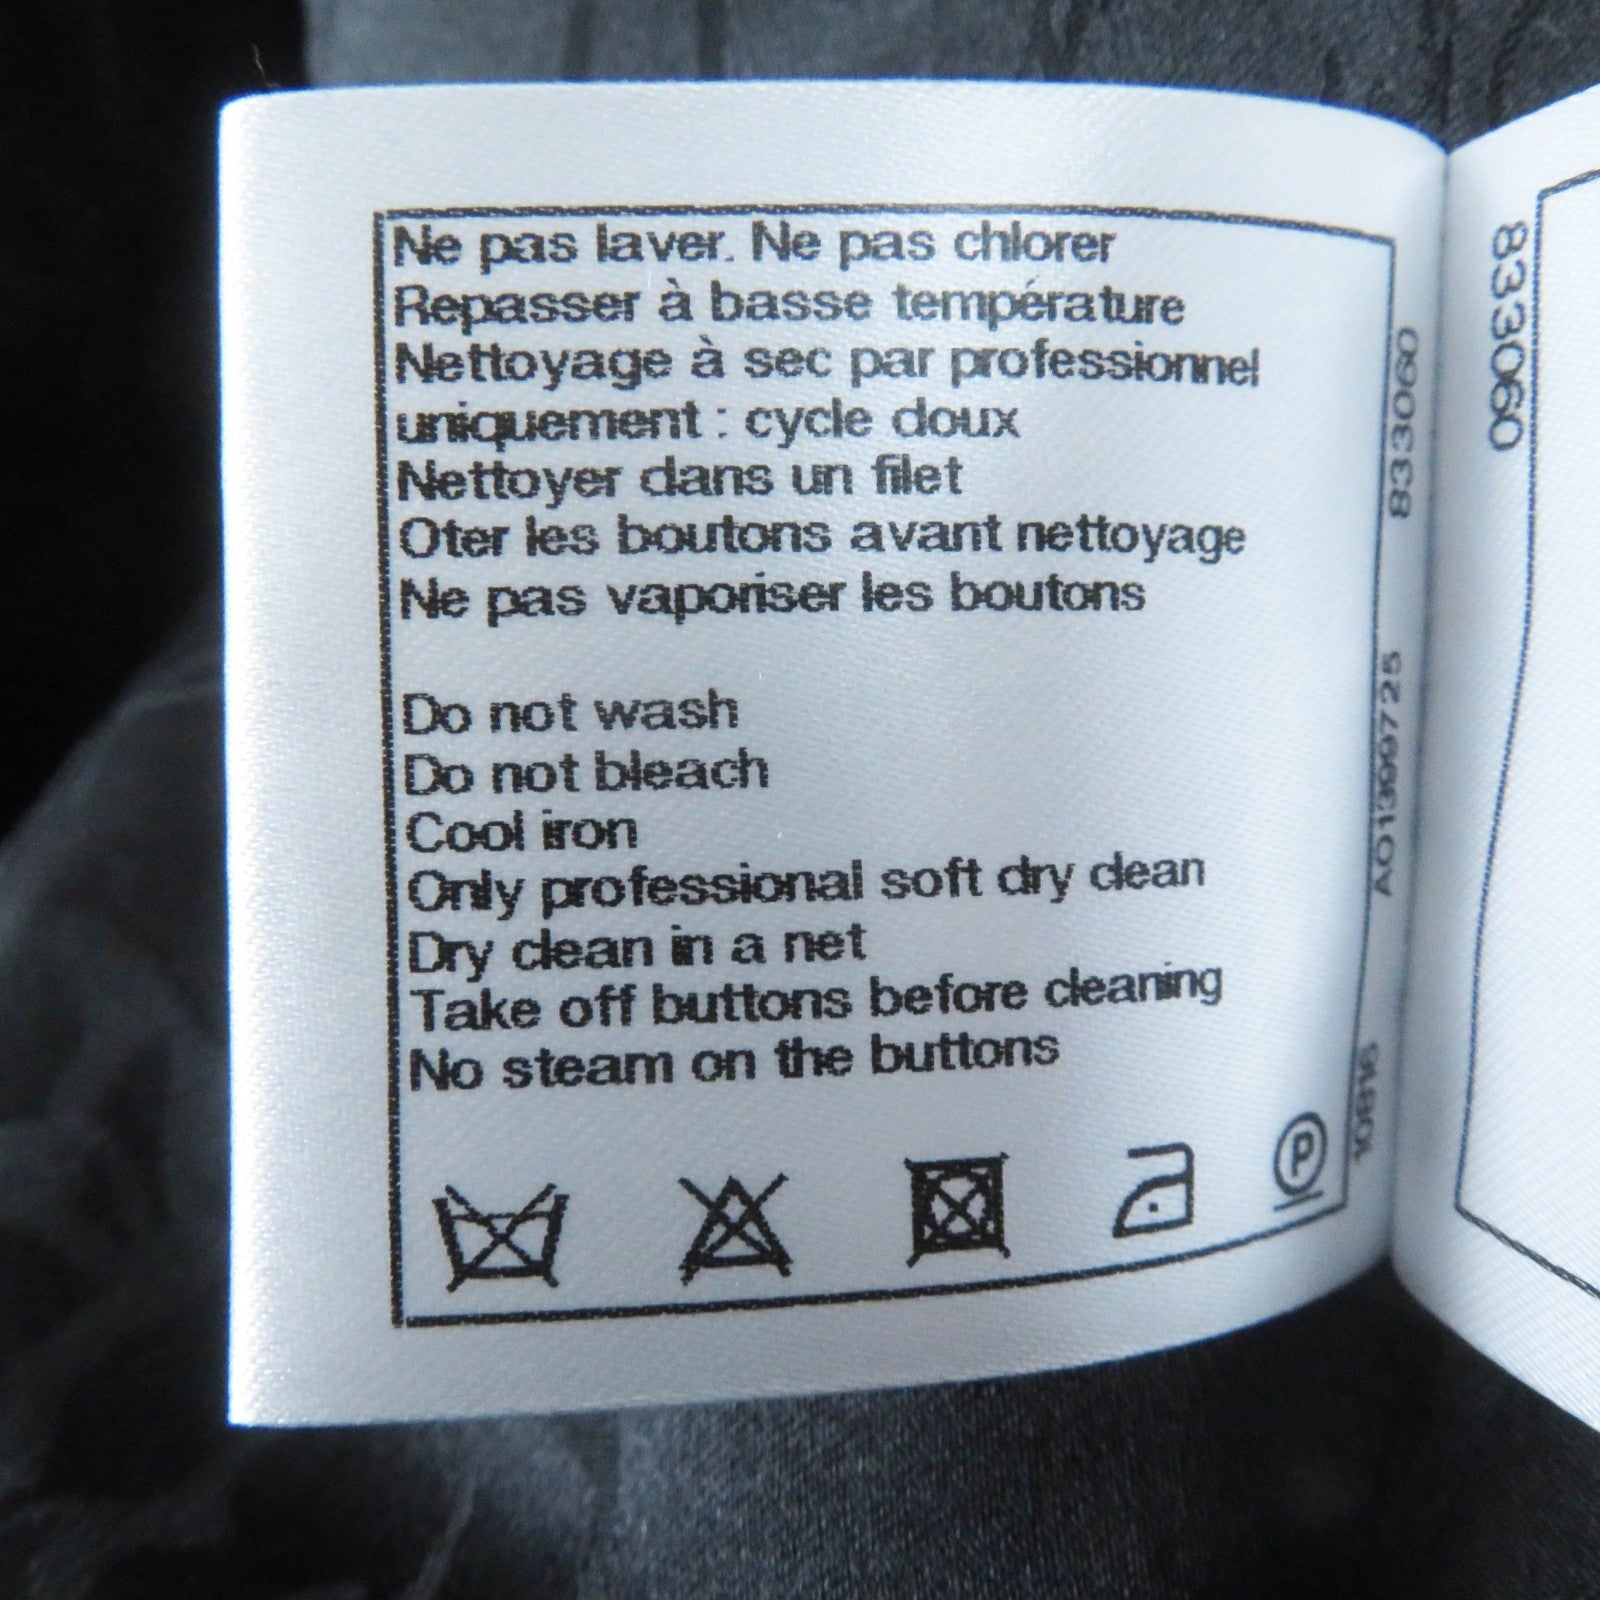 Ne pas laver. Ne pas chlorer
Repasser à basse température
Nettoyage à sec par professionnel
uniquement : cycle doux
Nettoyer dans un filet
Oter les boutons avant nettoyage
Ne pas vaporiser les boutons
Do not wash
Do not bleach
Cool iron
Only professional soft dry clean
Dry clean in a net
Take off buttons before cleaning
No steam on the buttons
P
833060
A01399725
833060